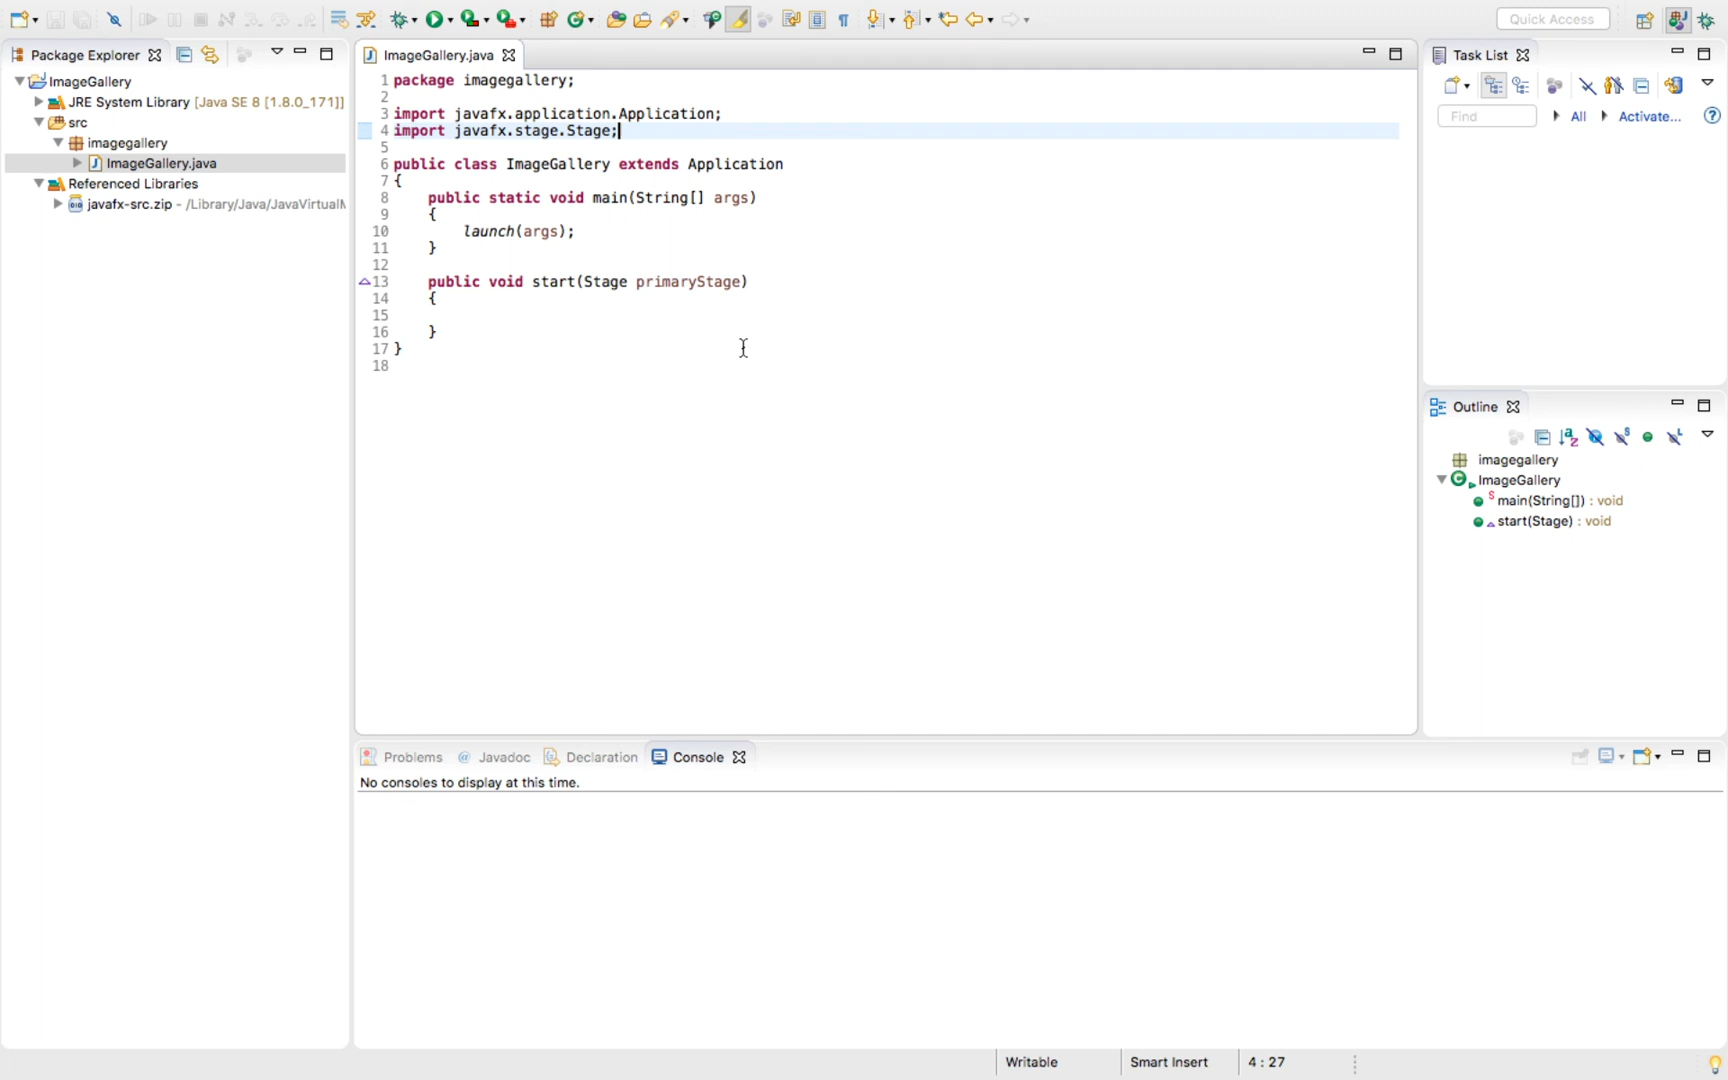 Quick Access
Package Explorer
ImageGallery
JRE System Library [Java SE 8 [1.8.0_171]]
src
imagegallery
ImageGallery.java
Referenced Libraries
javafx-src.zip - /Library/Java/JavaVirtualM
ImageGallery.java
1 package imagegallery;
2
3 import javafx.application.Application;
4 import javafx.stage.Stage;
5
6 public class ImageGallery extends Application
7 {
8 public static void main(String[] args)
9 {
10 launch(args);
11 }
12
13 public void start(Stage primaryStage)
14 {
15
16 }
17 }
18
Task List
Find
All
Activate...
Outline
imagegallery
ImageGallery
main(String[]) : void
start(Stage) : void
Problems
@ Javadoc
Declaration
Console
No consoles to display at this time.
Writable
Smart Insert
4 : 27